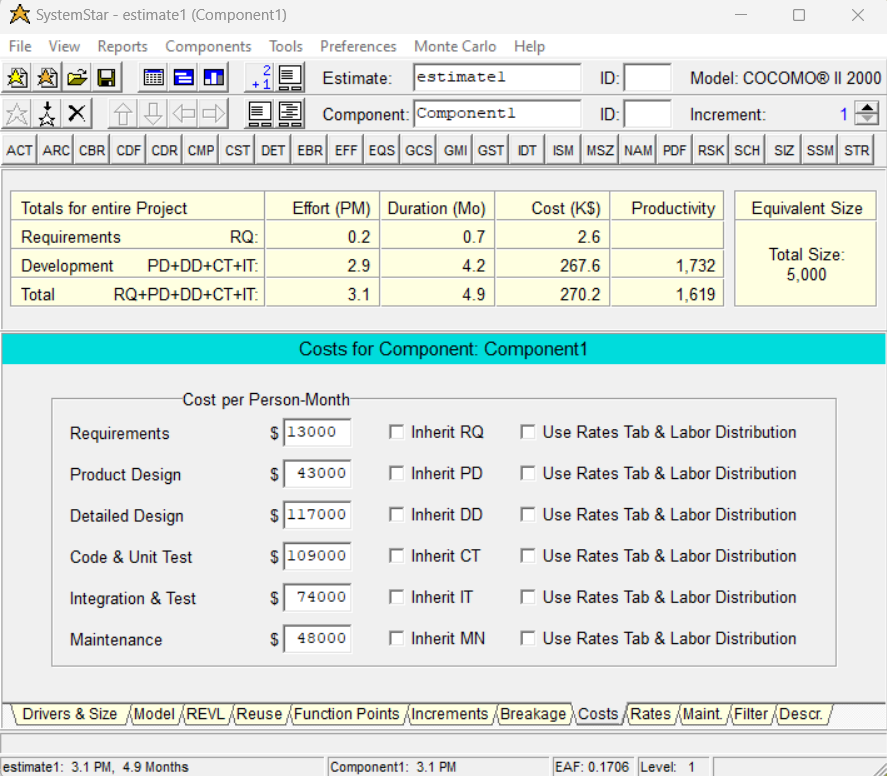 SystemStar - estimate1 (Component1)
File View Reports Components Tools Preferences Monte Carlo Help
2 +1 Estimate: estimate1 ID: Model: COCOMO® II 2000
Component: Component1 ID: Increment: 1
ACT ARC CBR CDF CDR CMP CST DET EBR EFF EQS GCS GMI GST IDT ISM MSZ NAM PDF RSK SCH SIZ SSM STR
Totals for entire Project Effort (PM) Duration (Mo) Cost (K$) Productivity Equivalent Size
Requirements RQ: 0.2 0.7 2.6
Development PD+DD+CT+IT: 2.9 4.2 267.6 1,732
Total RQ+PD+DD+CT+IT: 3.1 4.9 270.2 1,619
Total Size:
5,000
Costs for Component: Component1
Cost per Person-Month
Requirements $ 13000 Inherit RQ Use Rates Tab & Labor Distribution
Product Design $ 43000 Inherit PD Use Rates Tab & Labor Distribution
Detailed Design $ 117000 Inherit DD Use Rates Tab & Labor Distribution
Code & Unit Test $ 109000 Inherit CT Use Rates Tab & Labor Distribution
Integration & Test $ 74000 Inherit IT Use Rates Tab & Labor Distribution
Maintenance $ 48000 Inherit MN Use Rates Tab & Labor Distribution
Drivers & Size Model REVL Reuse Function Points Increments Breakage Costs Rates Maint. Filter Descr.
estimate1: 3.1 PM, 4.9 Months Component1: 3.1 PM EAF: 0.1706 Level: 1